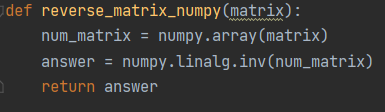 def reverse_matrix_numpy(matrix):
    num_matrix = numpy.array(matrix)
    answer = numpy.linalg.inv(num_matrix)
    return answer